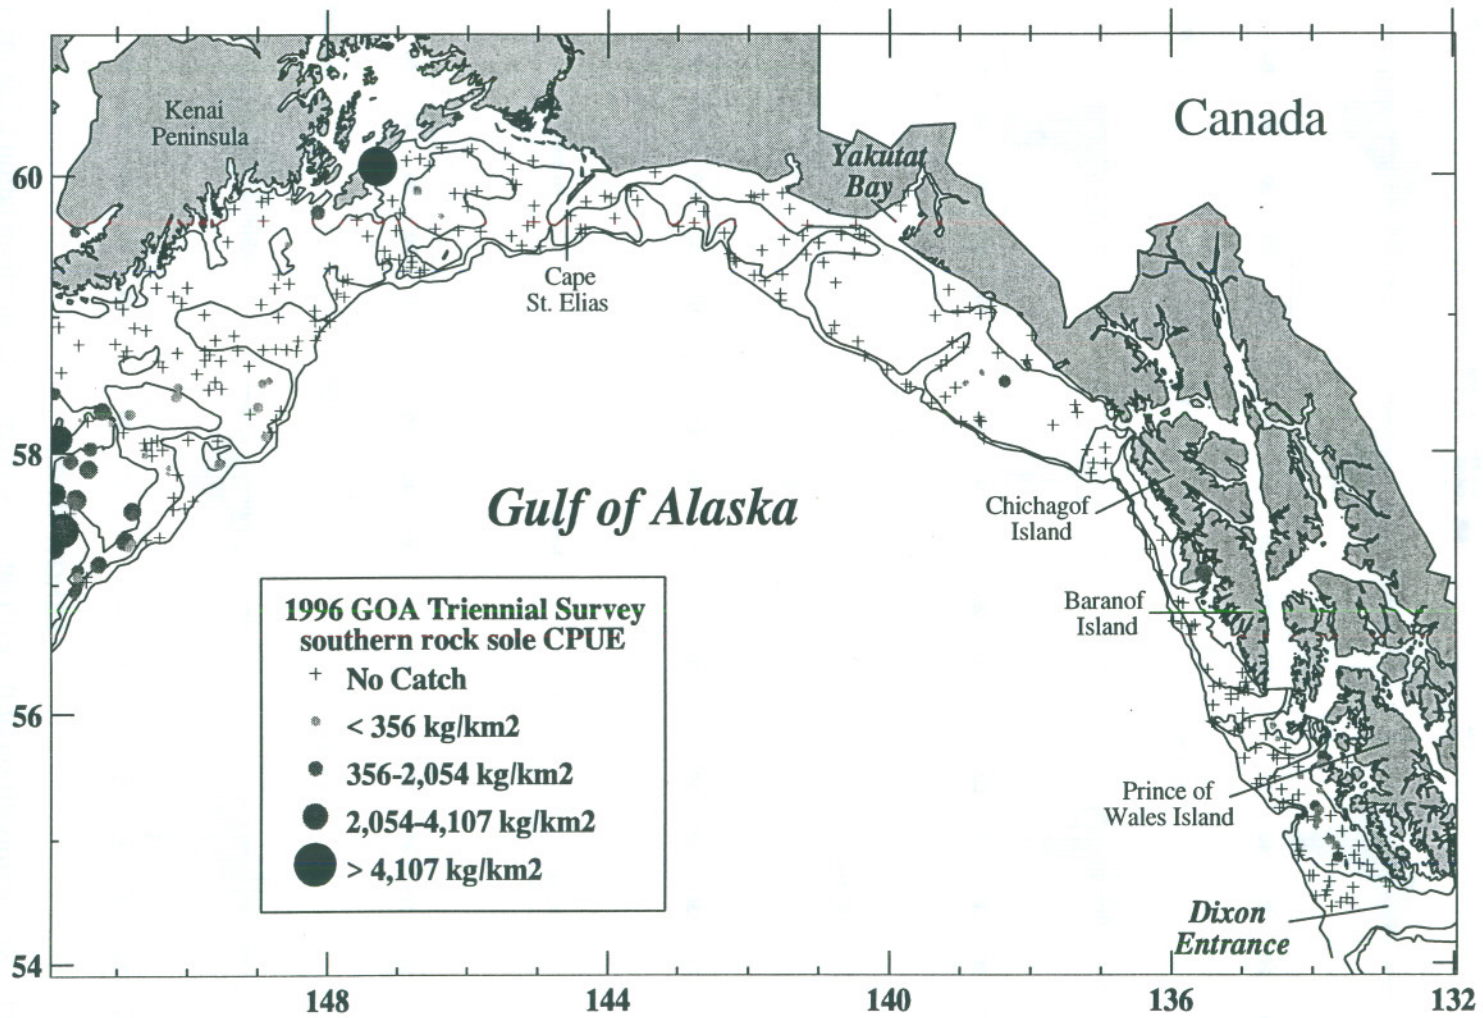 Kenai
Peninsula
Canada
Yakutat
Bay
60
Cape
St. Elias
58
Gulf of Alaska
Chichagof
Island
Baranof
Island
1996 GOA Triennial Survey
southern rock sole CPUE
+ No Catch
< 356 kg/km2
356-2,054 kg/km2
2,054-4,107 kg/km2
> 4,107 kg/km2
56
Prince of
Wales Island
Dixon
Entrance
54
148 144 140 136 132